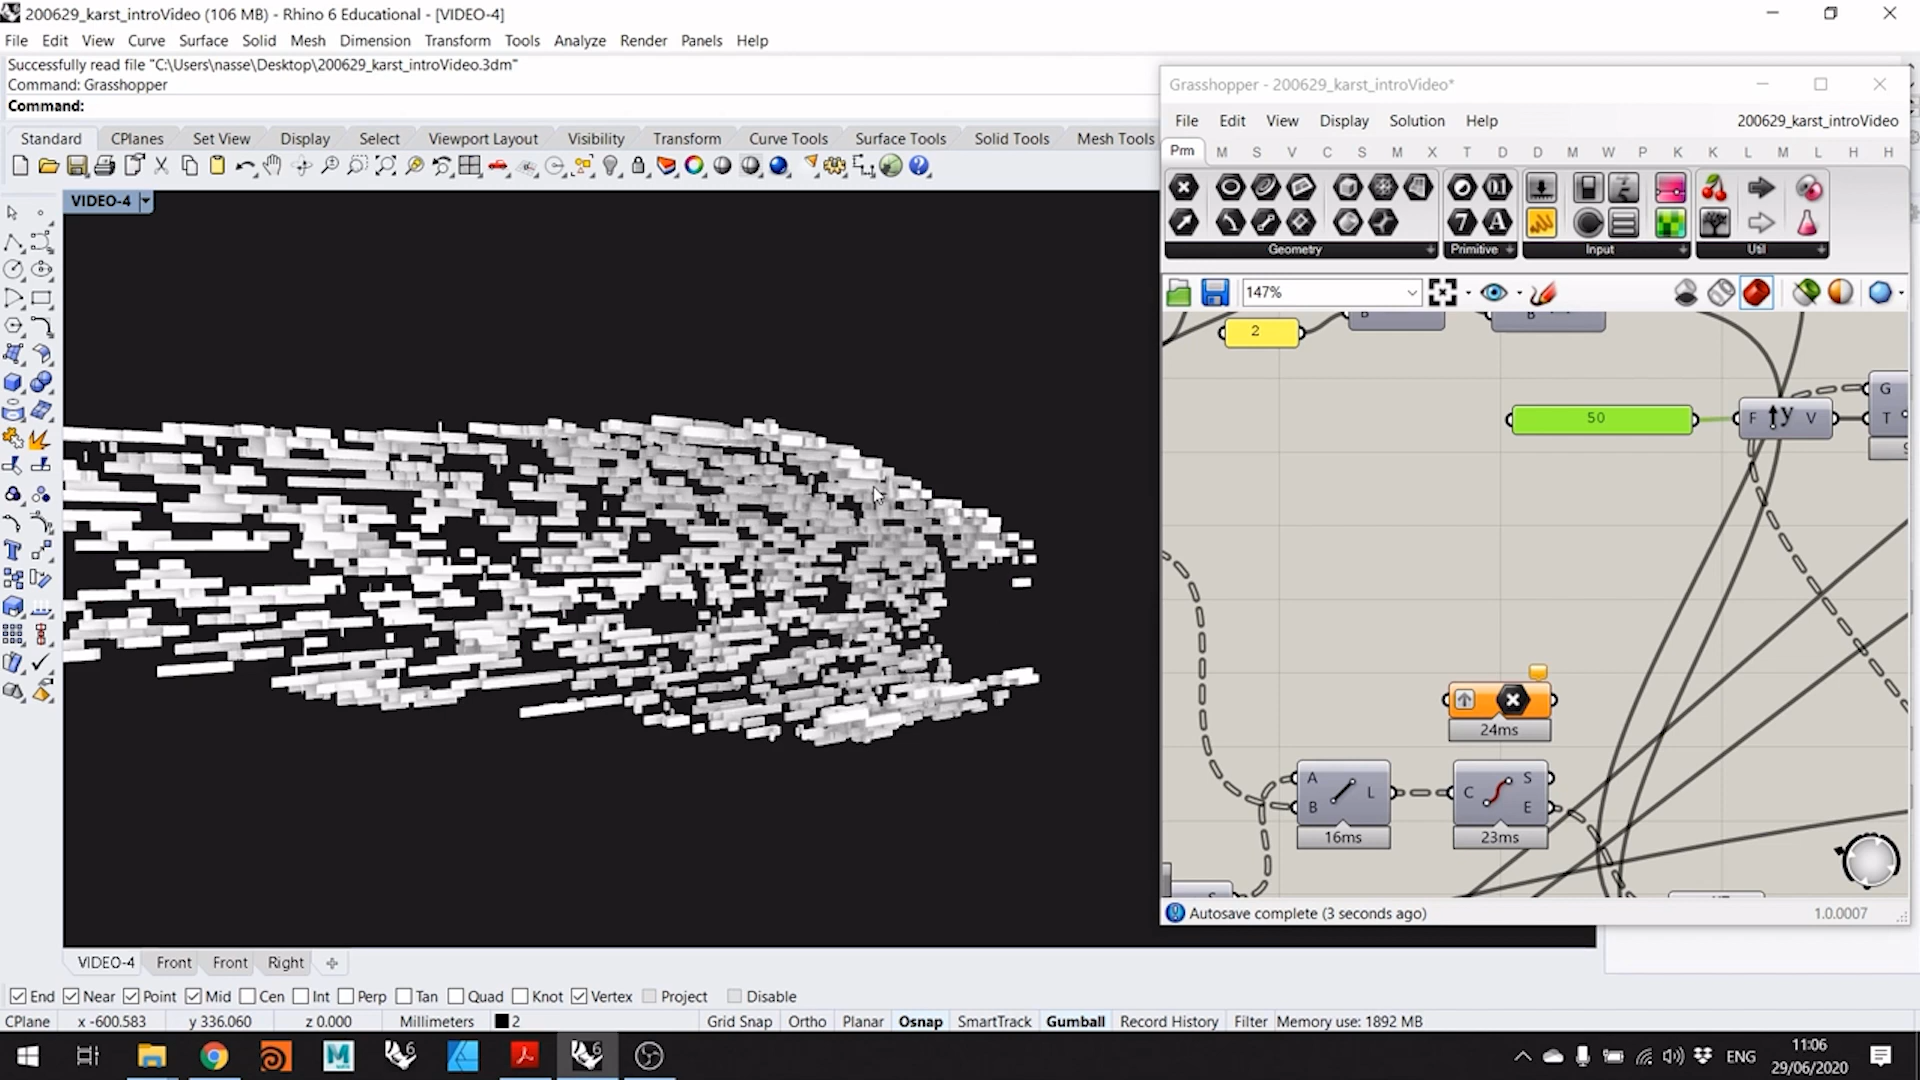 200629_karst_introVideo (106 MB) - Rhino 6 Educational - [VIDEO-4]
File Edit View Curve Surface Solid Mesh Dimension Transform Tools Analyze Render Panels Help
Successfully read file "C:\Users\nasse\Desktop\200629_karst_introVideo.3dm"
Command: Grasshopper
Command:
Standard CPlanes Set View Display Select Viewport Layout Visibility Transform Curve Tools Surface Tools Solid Tools Mesh Tools
VIDEO-4
Grasshopper - 200629_karst_introVideo*
File Edit View Display Solution Help 200629_karst_introVideo
Prm M S V C S M X T D D M W P K K L M L H H
Geometry Primitive Input Util
147%
2 B B
G
50 F y V T
24ms
A B L C S E
16ms 23ms
Autosave complete (3 seconds ago) 1.0.0007
VIDEO-4 Front Front Right
End Near Point Mid Cen Int Perp Tan Quad Knot Vertex Project Disable
CPlane x -600.583 y 336.060 z 0.000 Millimeters 2 Grid Snap Ortho Planar Osnap SmartTrack Gumball Record History Filter Memory use: 1892 MB
ENG 11:06
29/06/2020